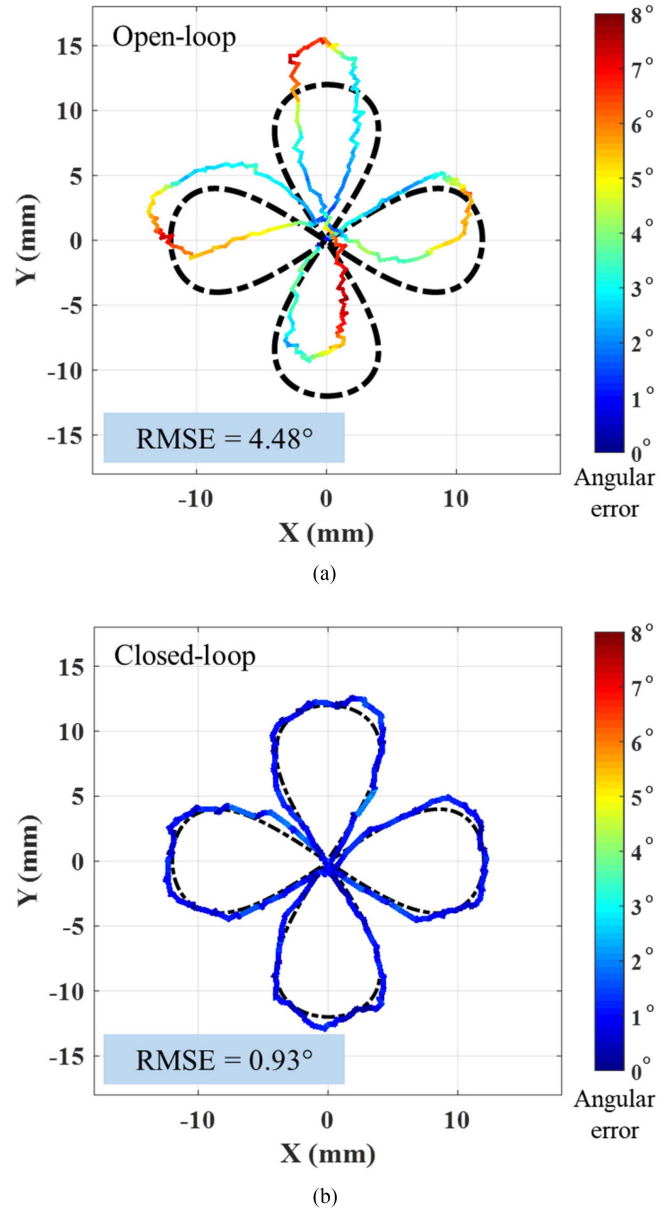 Open-loop
15
10
5
0
-5
-10
-15
Y (mm)
-10
0
10
X (mm)
RMSE = 4.48°
8°
7°
6°
5°
4°
3°
2°
1°
0°
Angular
error
(a)
Closed-loop
15
10
5
0
-5
-10
-15
Y (mm)
-10
0
10
X (mm)
RMSE = 0.93°
8°
7°
6°
5°
4°
3°
2°
1°
0°
Angular
error
(b)